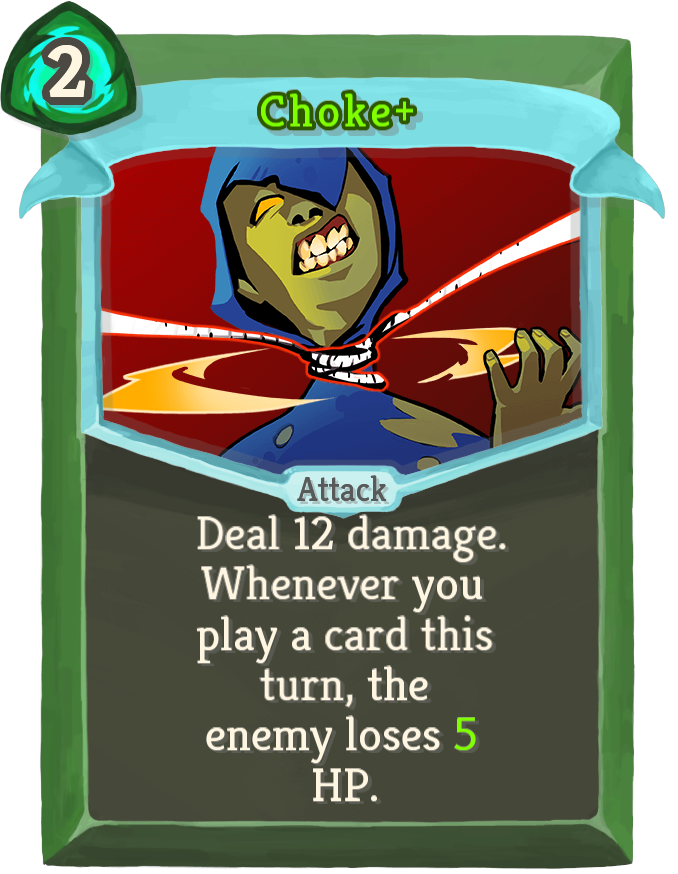 2
Choke+
Attack
Deal 12 damage.
Whenever you
play a card this
turn, the
enemy loses 5
HP.